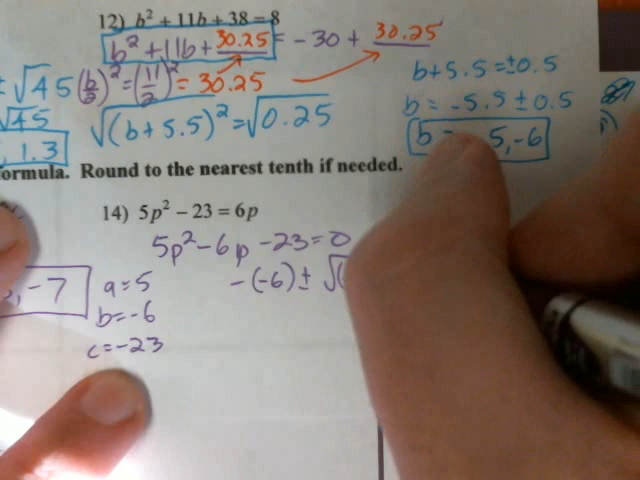 12) b² + 11b + 38 = 8
b² + 11b + 30.25 = -30 + 30.25
√45 (b/2)² = (11/2)² = 30.25
√45
√(b + 5.5)² = √0.25
, 1.3
b + 5.5 = ±0.5
b = -5.5 ± 0.5
b = 5, -6
ormula. Round to the nearest tenth if needed.
14) 5p² − 23 = 6p
5p² - 6p - 23 = 0
-(-6) ± √(
, -7
a = 5
b = -6
c = -23